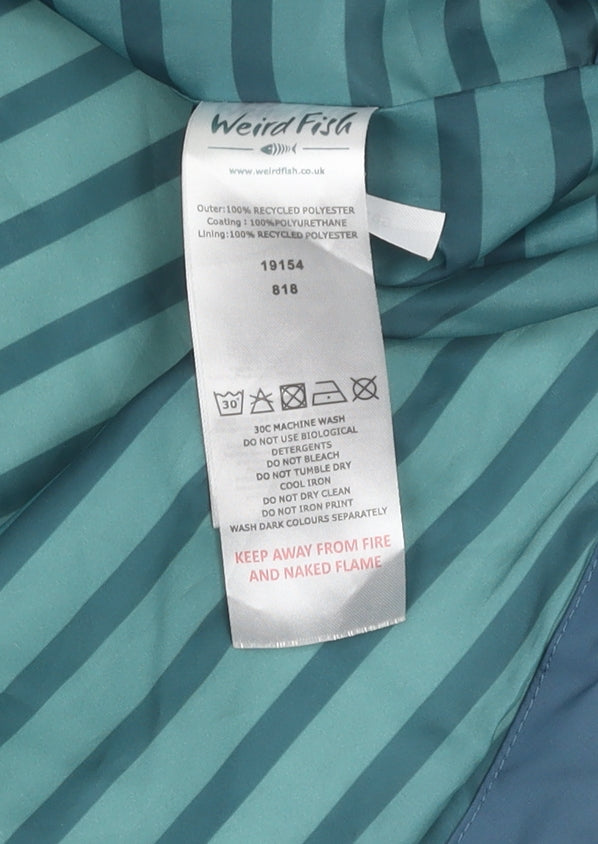 Weird Fish
www.weirdfish.co.uk
Outer:100% RECYCLED POLYESTER
Coating : 100%POLYURETHANE
Lining:100% RECYCLED POLYESTER
19154
818
30°
30C MACHINE WASH
DO NOT USE BIOLOGICAL
DETERGENTS
DO NOT BLEACH
DO NOT TUMBLE DRY
COOL IRON
DO NOT DRY CLEAN
DO NOT IRON PRINT
WASH DARK COLOURS SEPARATELY
KEEP AWAY FROM FIRE
AND NAKED FLAME